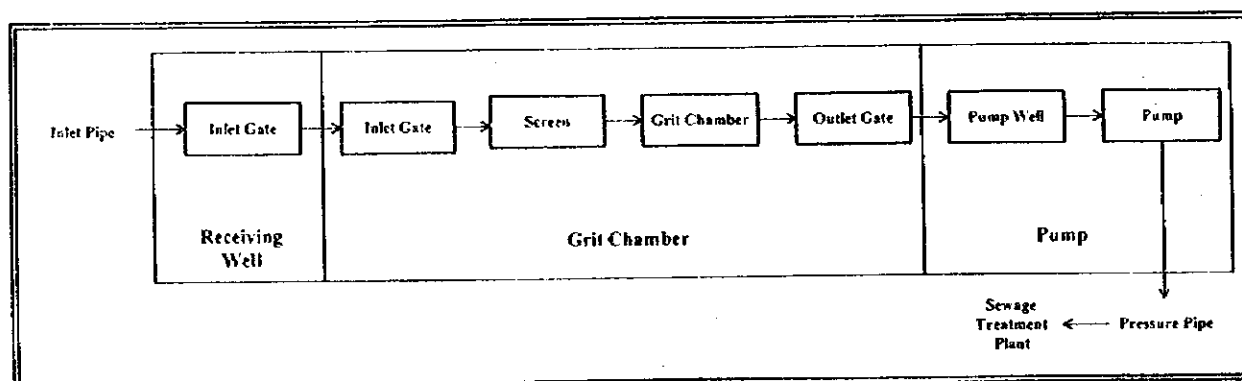 Inlet Pipe
Inlet Gate
Inlet Gate
Screen
Grit Chamber
Outlet Gate
Pump Well
Pump
Receiving
Well
Grit Chamber
Pump
Sewage
Treatment
Plant
Pressure Pipe